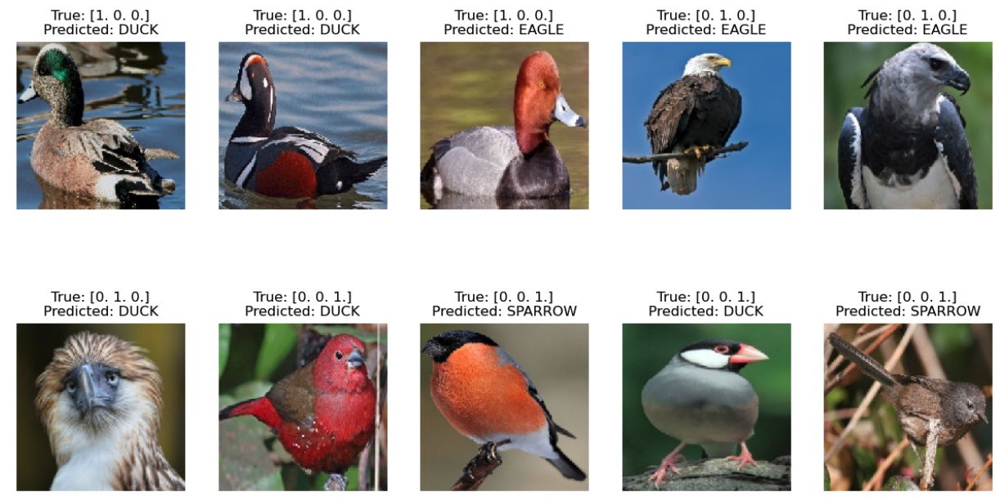 True: [1. 0. 0.]
Predicted: DUCK
True: [1. 0. 0.]
Predicted: DUCK
True: [1. 0. 0.]
Predicted: EAGLE
True: [0. 1. 0.]
Predicted: EAGLE
True: [0. 1. 0.]
Predicted: EAGLE
True: [0. 1. 0.]
Predicted: DUCK
True: [0. 0. 1.]
Predicted: DUCK
True: [0. 0. 1.]
Predicted: SPARROW
True: [0. 0. 1.]
Predicted: DUCK
True: [0. 0. 1.]
Predicted: SPARROW